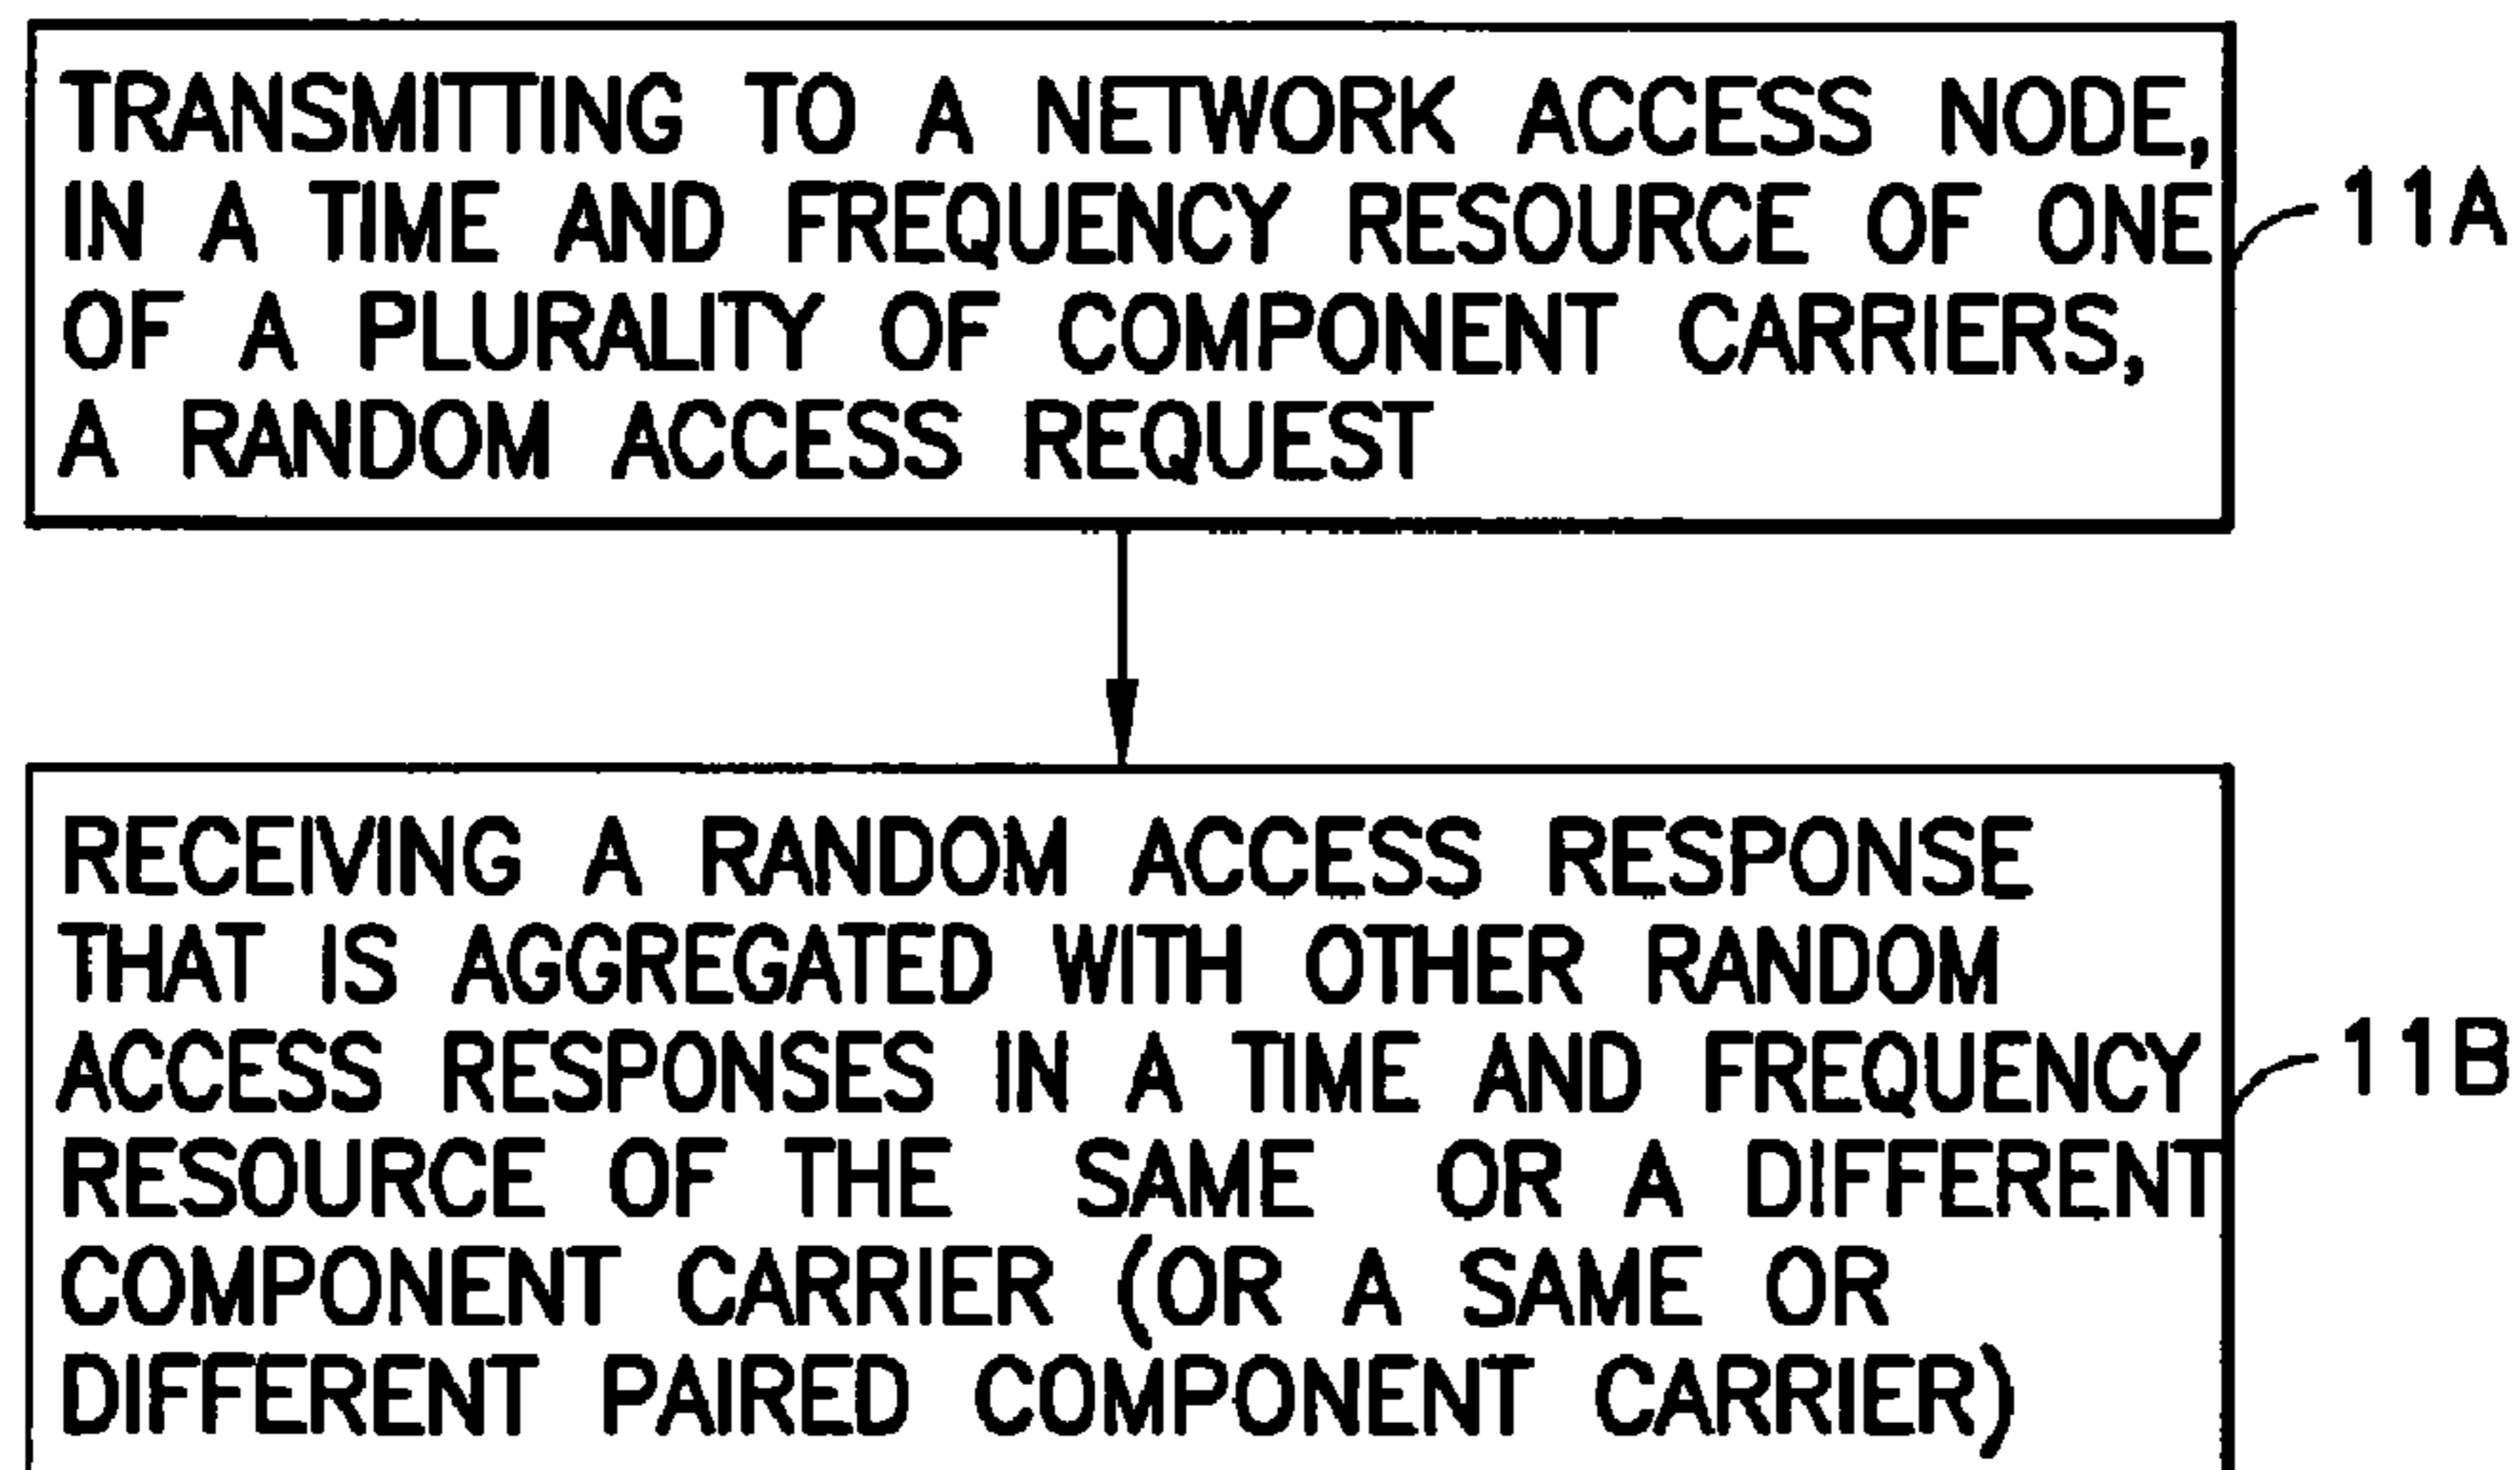 TRANSMITTING TO A NETWORK ACCESS NODE,
IN A TIME AND FREQUENCY RESOURCE OF ONE
OF A PLURALITY OF COMPONENT CARRIERS,
A RANDOM ACCESS REQUEST
11A
RECEIVING A RANDOM ACCESS RESPONSE
THAT IS AGGREGATED WITH OTHER RANDOM
ACCESS RESPONSES IN A TIME AND FREQUENCY
RESOURCE OF THE SAME OR A DIFFERENT
COMPONENT CARRIER (OR A SAME OR
DIFFERENT PAIRED COMPONENT CARRIER)
11B